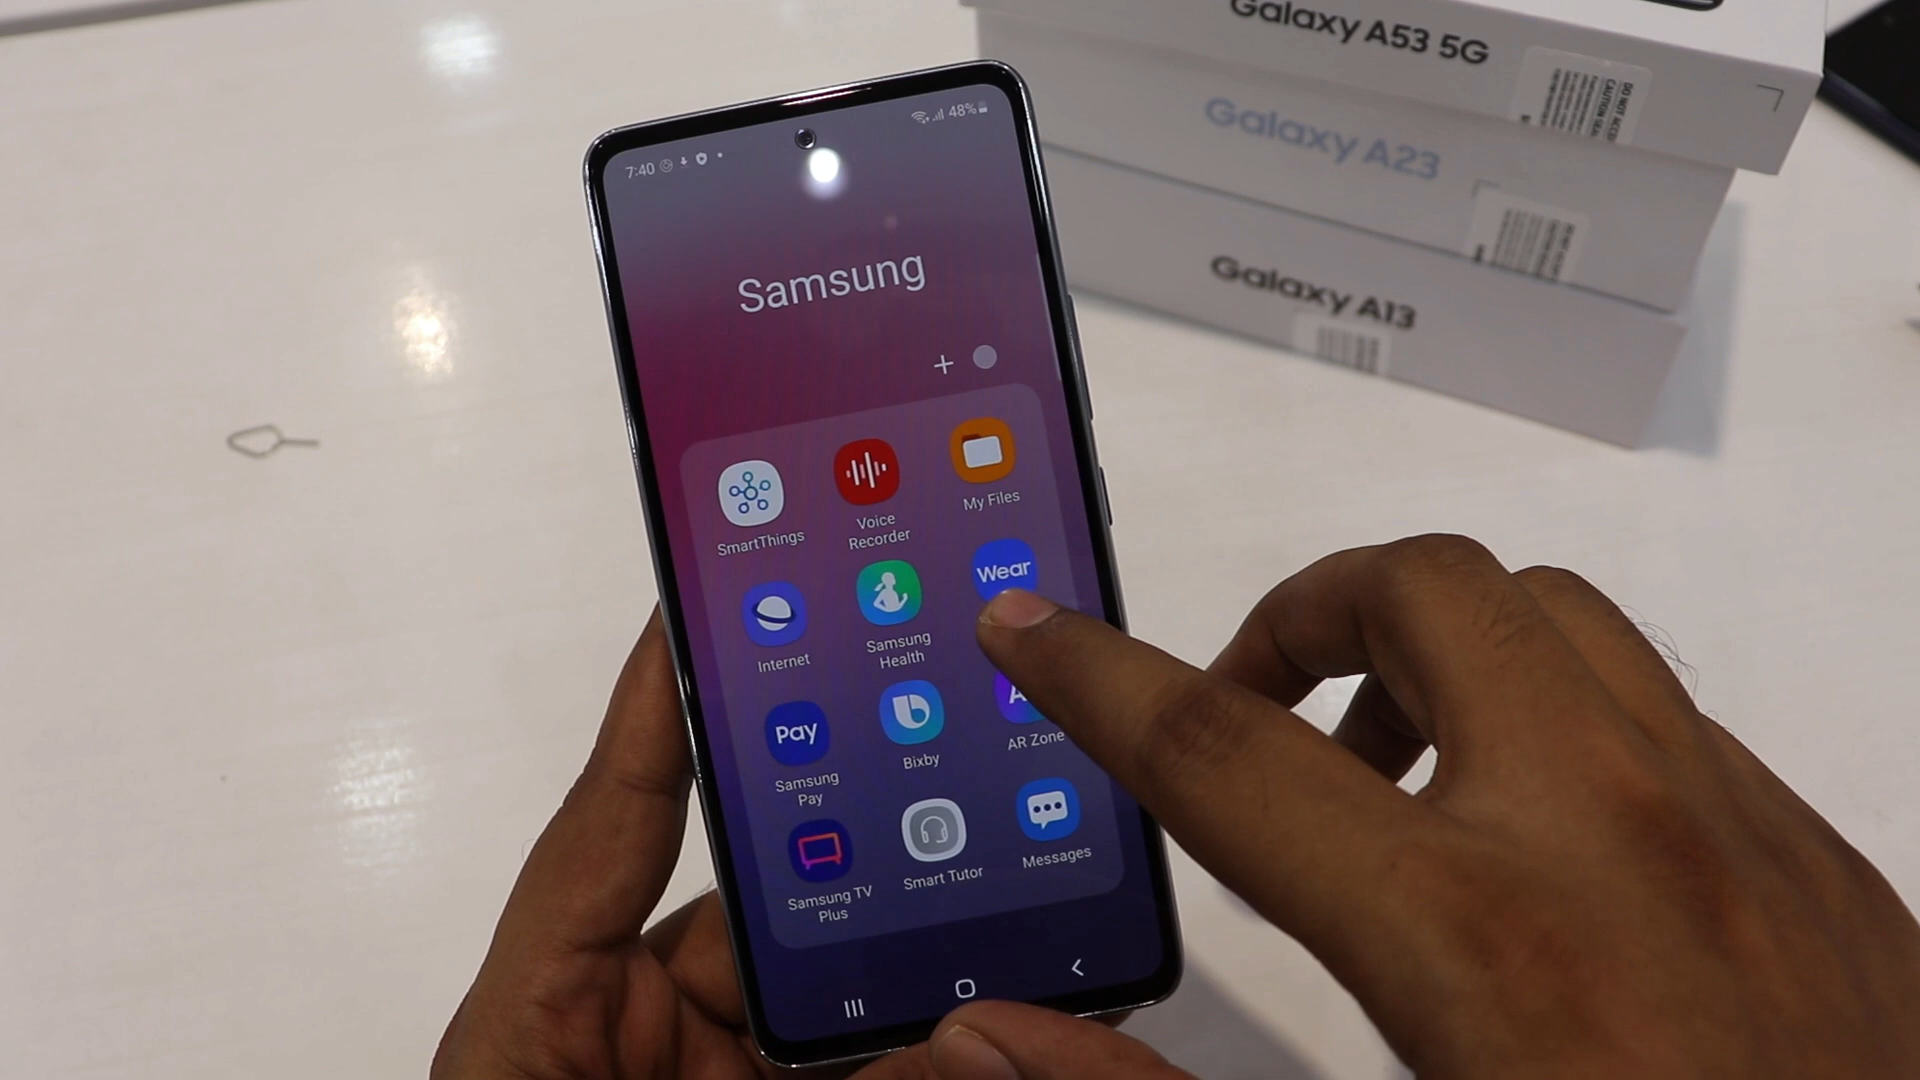 Galaxy A53 5G
Galaxy A23
Galaxy A13
7:40
48%
Samsung
SmartThings
Voice
Recorder
My Files
Internet
Samsung
Health
Wear
Pay
Samsung
Pay
Bixby
AR Zone
Samsung TV
Plus
Smart Tutor
Messages